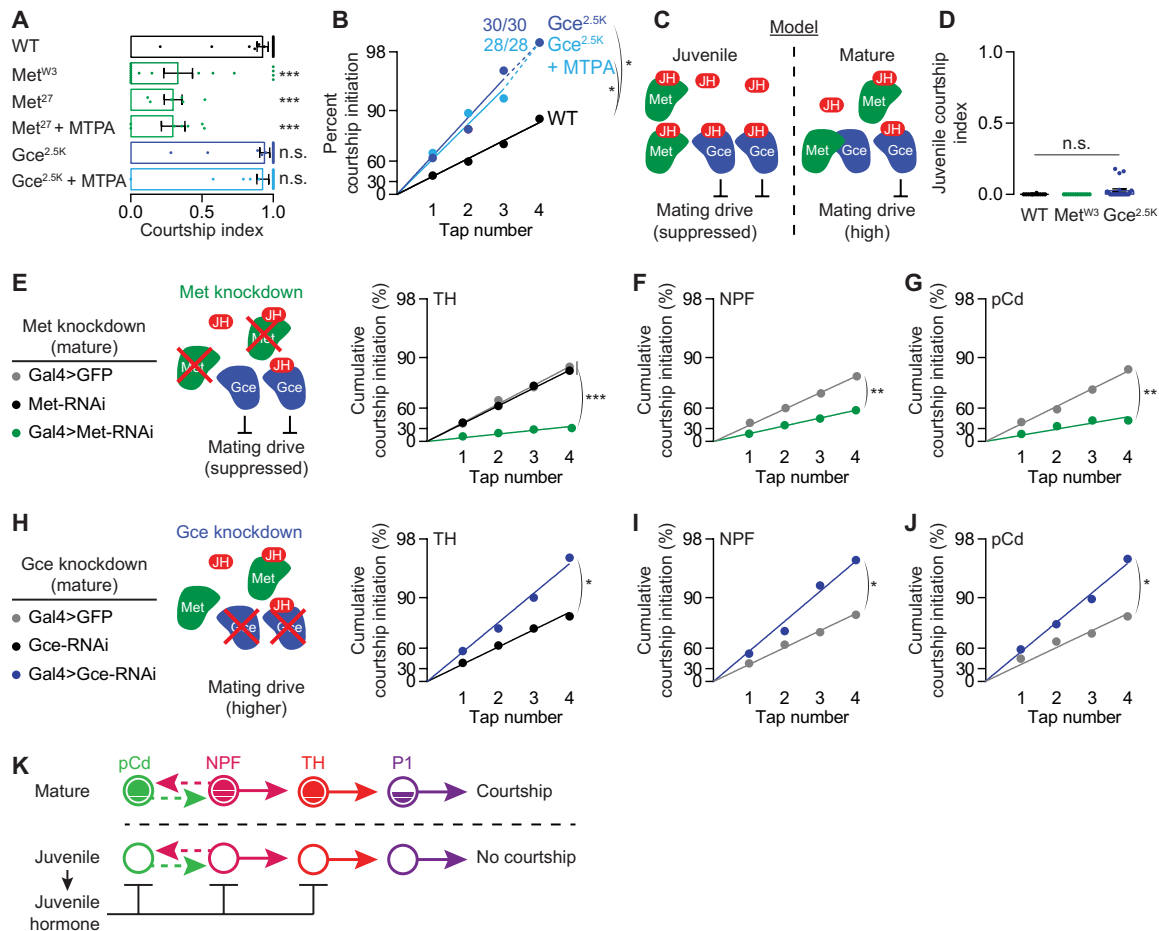 A
WT
Met^W3
***
Met^27
***
Met^27 + MTPA
***
Gce^2.5K
n.s.
Gce^2.5K + MTPA
n.s.
0.0 0.5 1.0
Courtship index
B
30/30 Gce^2.5K
28/28 Gce^2.5K
+ MTPA
*
*
WT
98
90
60
30
0
Percent
courtship initiation
1 2 3 4
Tap number
C
Model
Juvenile Mature
JH JH JH JH JH
Met Met
JH JH JH JH
Met Gce Gce Met Gce Gce
Mating drive
(suppressed)
Mating drive
(high)
D
1.0
0.5
0.0
Juvenile courtship
index
n.s.
WT Met^W3 Gce^2.5K
E
Met knockdown
(mature)
Gal4>GFP
Met-RNAi
Gal4>Met-RNAi
Met knockdown
JH JH
Met
Met
JH
Gce Gce
Mating drive
(suppressed)
TH
98
90
60
30
0
Cumulative
courtship initiation (%)
***
1 2 3 4
Tap number
F
NPF
98
90
60
30
0
Cumulative
courtship initiation (%)
**
1 2 3 4
Tap number
G
pCd
98
90
60
30
0
Cumulative
courtship initiation (%)
**
1 2 3 4
Tap number
H
Gce knockdown
(mature)
Gal4>GFP
Gce-RNAi
Gal4>Gce-RNAi
Gce knockdown
JH JH
Met
Met
JH
Gce Gce
Mating drive
(higher)
TH
98
90
60
30
0
Cumulative
courtship initiation (%)
*
1 2 3 4
Tap number
I
NPF
98
90
60
30
0
Cumulative
courtship initiation (%)
*
1 2 3 4
Tap number
J
pCd
98
90
60
30
0
Cumulative
courtship initiation (%)
*
1 2 3 4
Tap number
K
pCd NPF TH P1
Mature Courtship
Juvenile No courtship
Juvenile
hormone